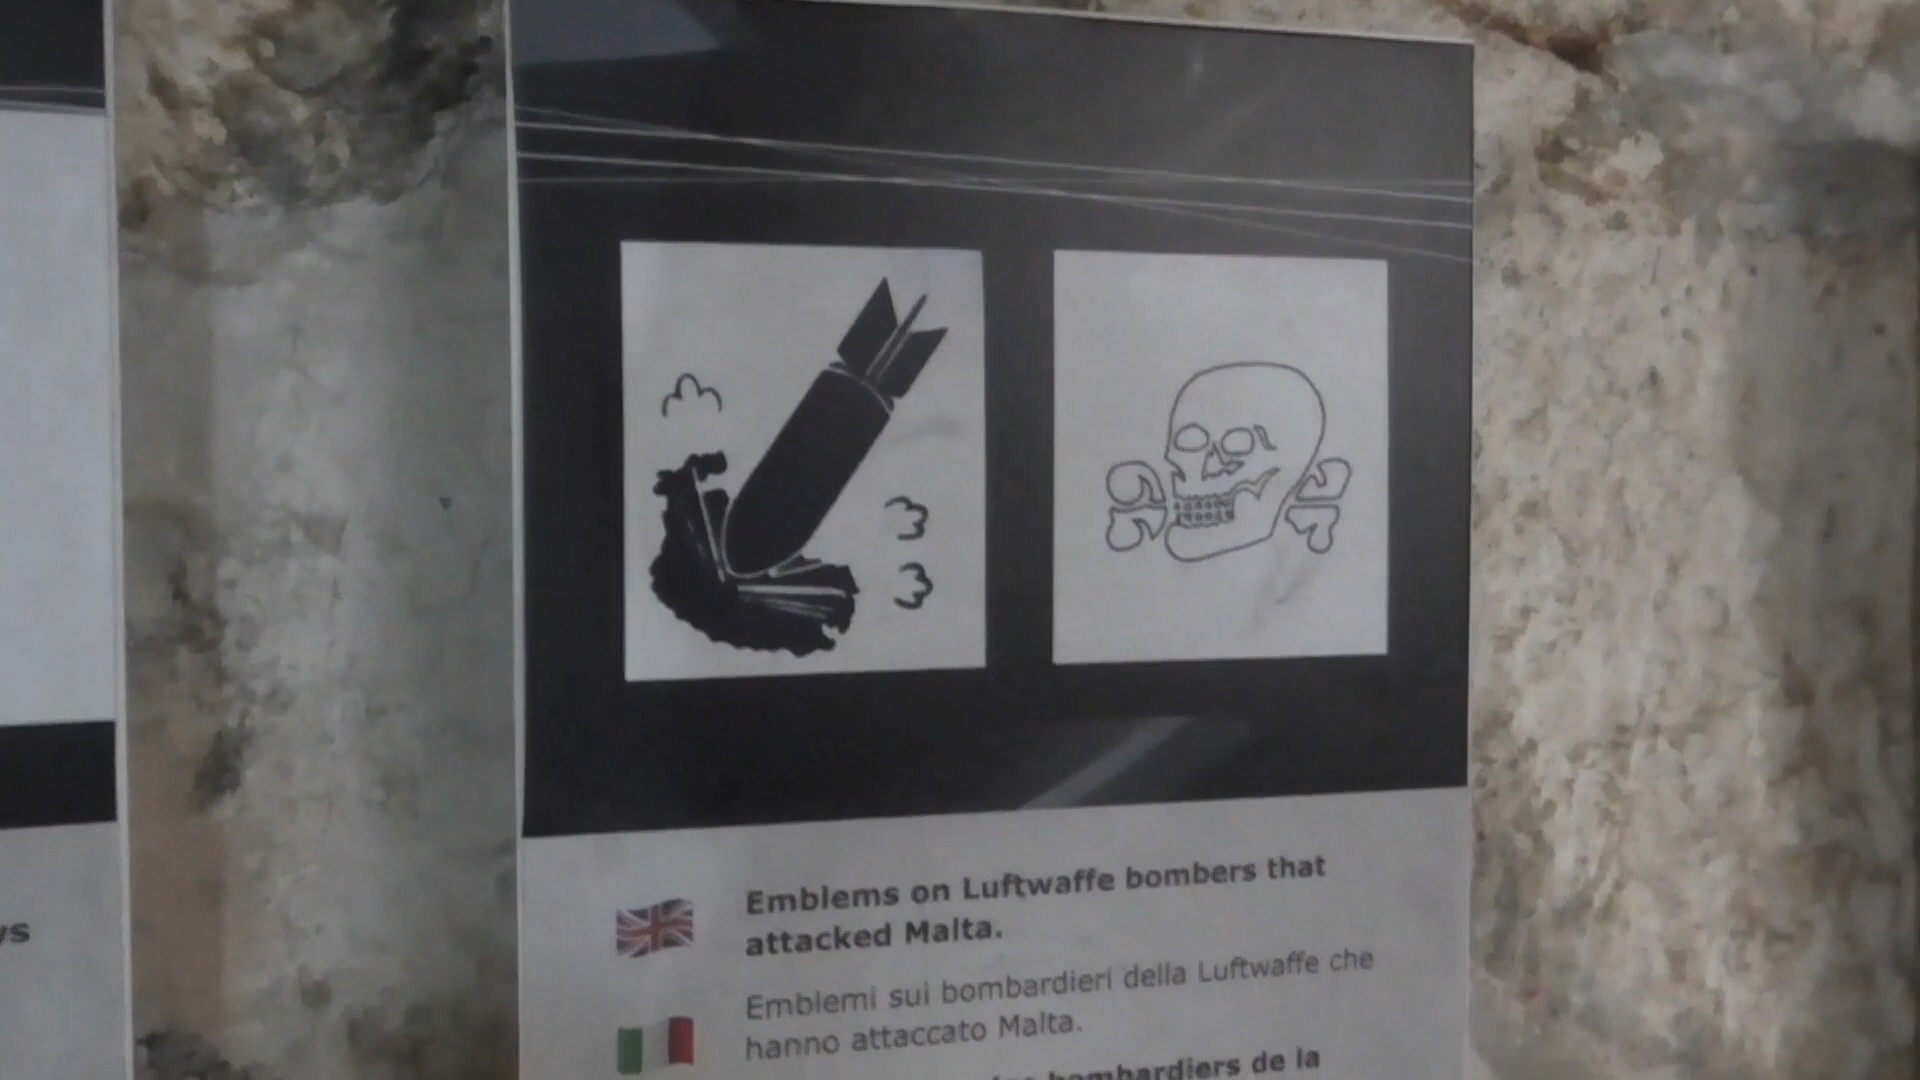 Emblems on Luftwaffe bombers that
attacked Malta.
Emblemi sui bombardieri della Luftwaffe che
hanno attaccato Malta.
bombardiers de la